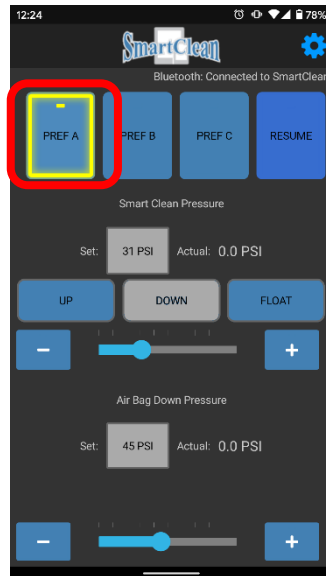 12:24 78%
SmartClean
Bluetooth: Connected to SmartClean
PREF A PREF B PREF C RESUME
Smart Clean Pressure
Set: 31 PSI Actual: 0.0 PSI
UP DOWN FLOAT
− +
Air Bag Down Pressure
Set: 45 PSI Actual: 0.0 PSI
− +